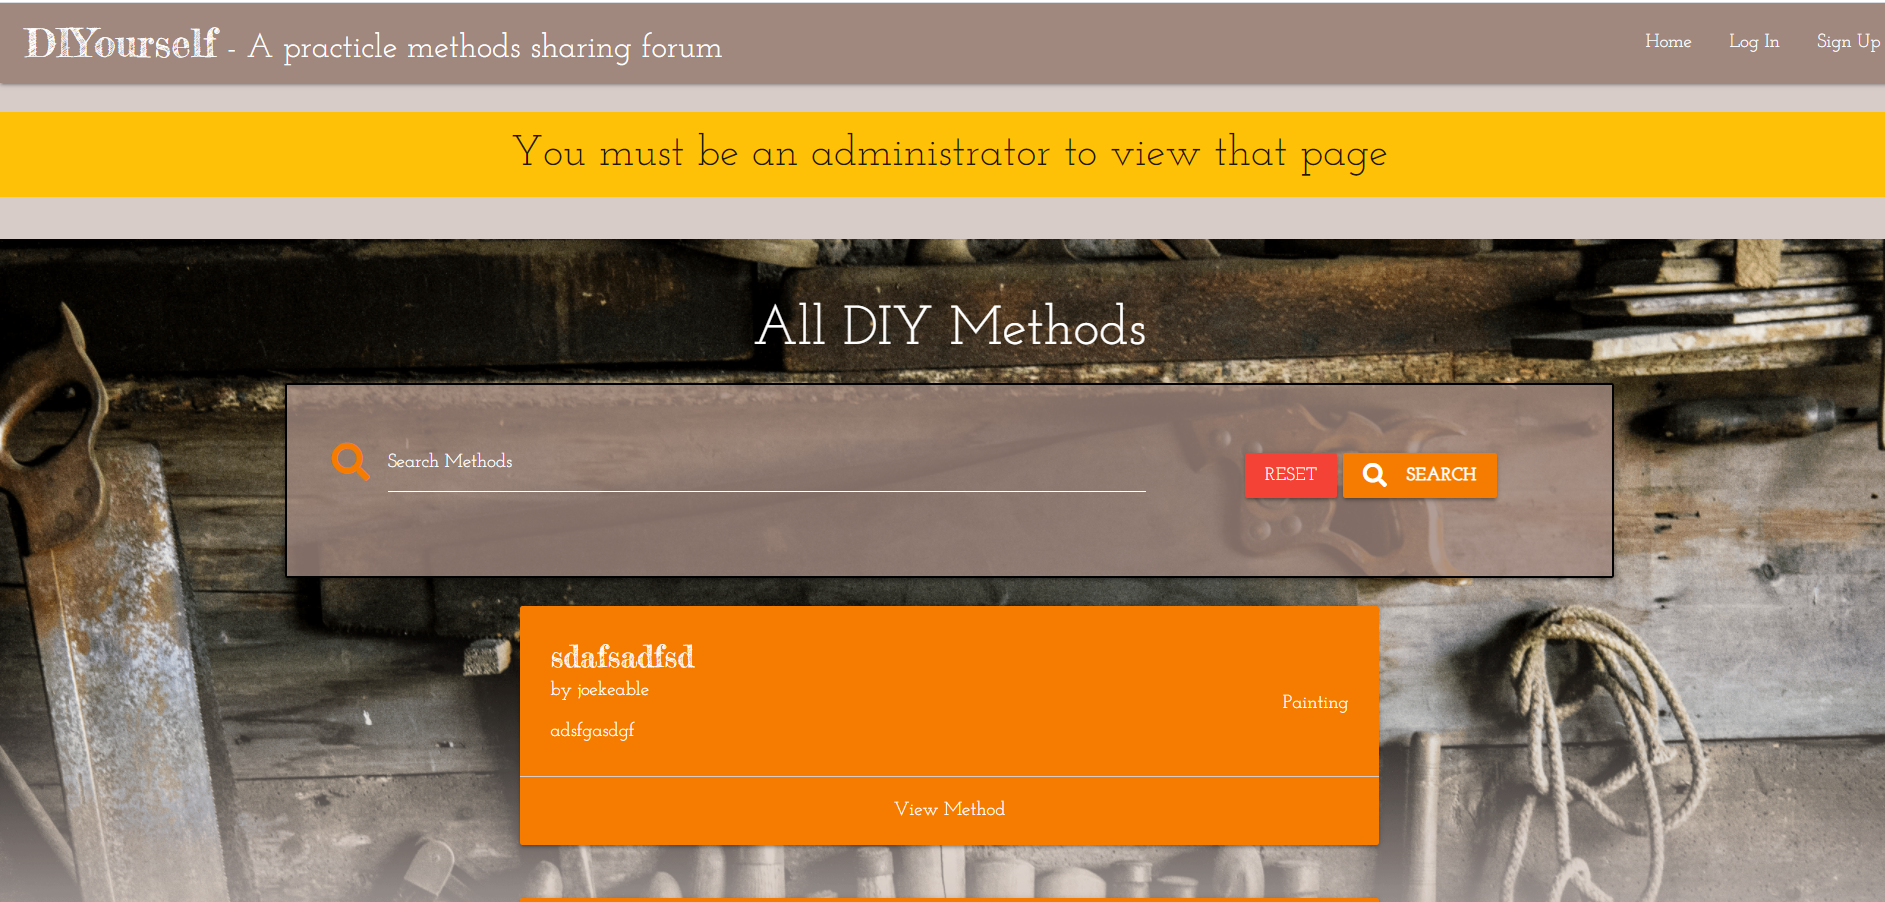 DIYourself - A practicle methods sharing forum
Home Log In Sign Up
You must be an administrator to view that page
All DIY Methods
Search Methods
RESET SEARCH
sdafsadfsd
by joekeable
Painting
adsfgasdgf
View Method